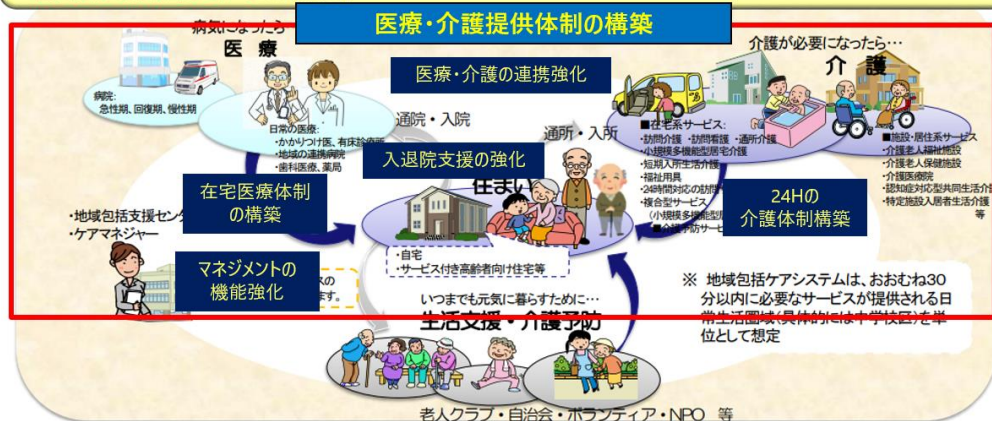 医療・介護提供体制の構築
病気になったら
医 療
介護が必要になったら…
介 護
医療・介護の連携強化
病院:
急性期、回復期、慢性期
通院・入院
通所・入所
日常の医療:
・かかりつけ医、有床診療所
・地域の連携病院
・歯科医療、薬局
■在宅系サービス:
・訪問介護 ・訪問看護 ・通所介護
・小規模多機能型居宅介護
・短期入所生活介護
・福祉用具
・24時間対応の訪問
・複合型サービス
(小規模多機能型居
■介護予防サービ
■施設・居住系サービス
・介護老人福祉施設
・介護老人保健施設
・介護医療院
・認知症対応型共同生活介護
・特定施設入居者生活介護
等
入退院支援の強化
住まい
在宅医療体制
の構築
24Hの
介護体制構築
・地域包括支援セン
・ケアマネジャー
・自宅
・サービス付き高齢者向け住宅等
マネジメントの
機能強化
スの
ます。
いつまでも元気に暮らすために…
生活支援・介護予防
※ 地域包括ケアシステムは、おおむね30
分以内に必要なサービスが提供される日
常生活圏域(具体的には中学校区)を単
位として想定
老人クラブ・自治会・ボランティア・NPO 等